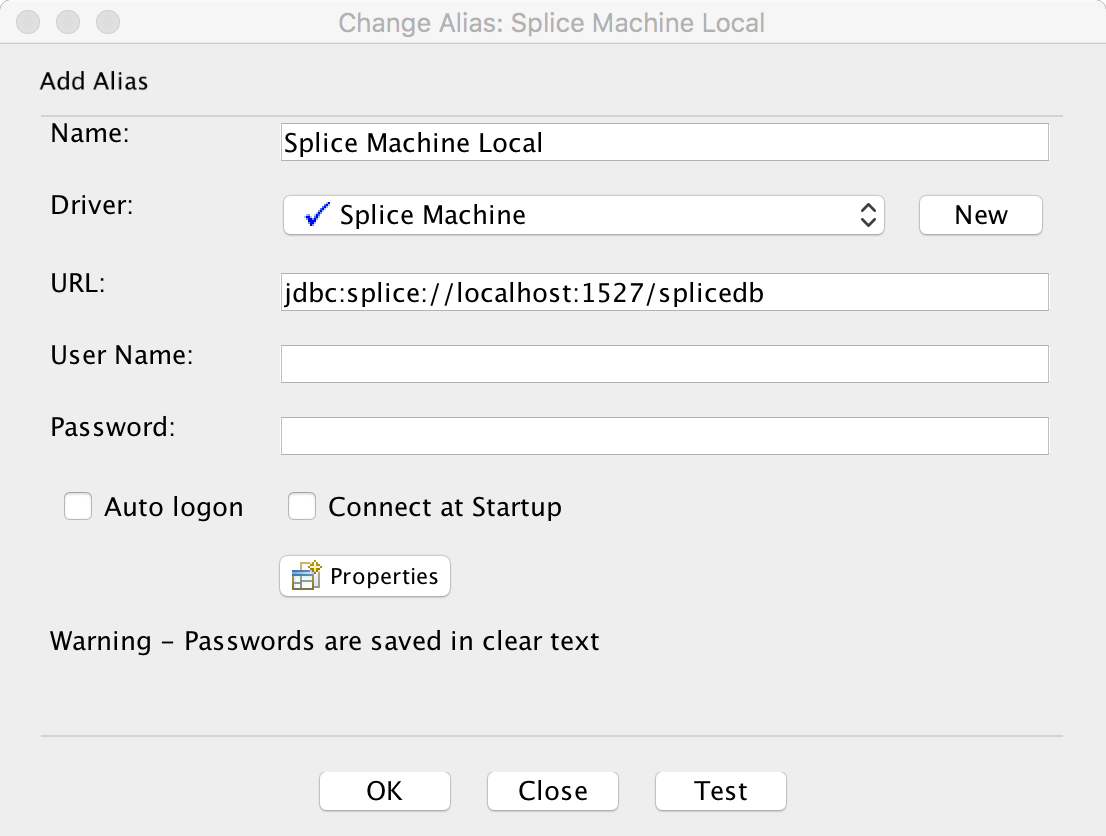 Change Alias: Splice Machine Local
Add Alias
Name: Splice Machine Local
Driver: Splice Machine New
URL: jdbc:splice://localhost:1527/splicedb
User Name:
Password:
Auto logon Connect at Startup
Properties
Warning – Passwords are saved in clear text
OK Close Test